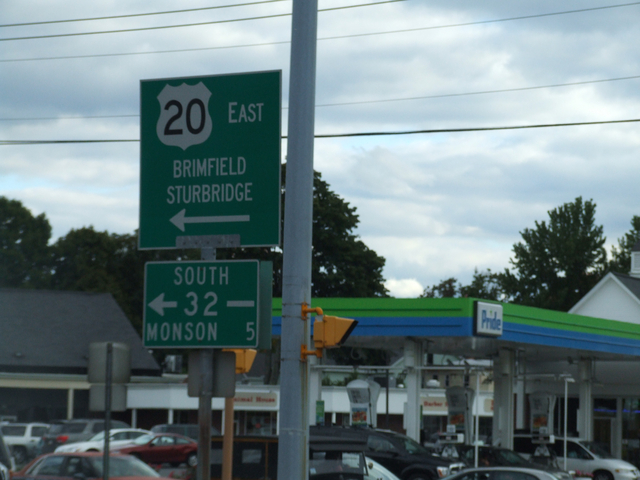 20 EAST
BRIMFIELD
STURBRIDGE
SOUTH
32
MONSON 5
Pride